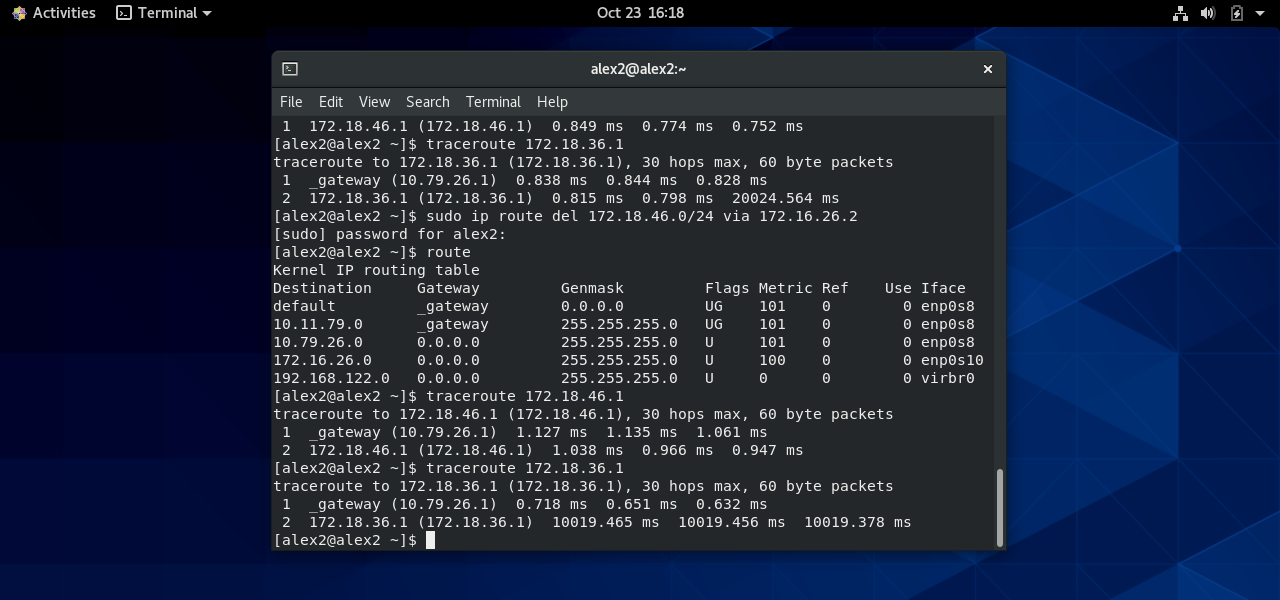 Activities Terminal Oct 23 16:18
alex2@alex2:~
File Edit View Search Terminal Help
 1  172.18.46.1 (172.18.46.1)  0.849 ms  0.774 ms  0.752 ms
[alex2@alex2 ~]$ traceroute 172.18.36.1
traceroute to 172.18.36.1 (172.18.36.1), 30 hops max, 60 byte packets
 1  _gateway (10.79.26.1)  0.838 ms  0.844 ms  0.828 ms
 2  172.18.36.1 (172.18.36.1)  0.815 ms  0.798 ms  20024.564 ms
[alex2@alex2 ~]$ sudo ip route del 172.18.46.0/24 via 172.16.26.2
[sudo] password for alex2:
[alex2@alex2 ~]$ route
Kernel IP routing table
Destination     Gateway         Genmask         Flags Metric Ref    Use Iface
default         _gateway        0.0.0.0         UG    101    0        0 enp0s8
10.11.79.0      _gateway        255.255.255.0   UG    101    0        0 enp0s8
10.79.26.0      0.0.0.0         255.255.255.0   U     101    0        0 enp0s8
172.16.26.0     0.0.0.0         255.255.255.0   U     100    0        0 enp0s10
192.168.122.0   0.0.0.0         255.255.255.0   U     0      0        0 virbr0
[alex2@alex2 ~]$ traceroute 172.18.46.1
traceroute to 172.18.46.1 (172.18.46.1), 30 hops max, 60 byte packets
 1  _gateway (10.79.26.1)  1.127 ms  1.135 ms  1.061 ms
 2  172.18.46.1 (172.18.46.1)  1.038 ms  0.966 ms  0.947 ms
[alex2@alex2 ~]$ traceroute 172.18.36.1
traceroute to 172.18.36.1 (172.18.36.1), 30 hops max, 60 byte packets
 1  _gateway (10.79.26.1)  0.718 ms  0.651 ms  0.632 ms
 2  172.18.36.1 (172.18.36.1)  10019.465 ms  10019.456 ms  10019.378 ms
[alex2@alex2 ~]$